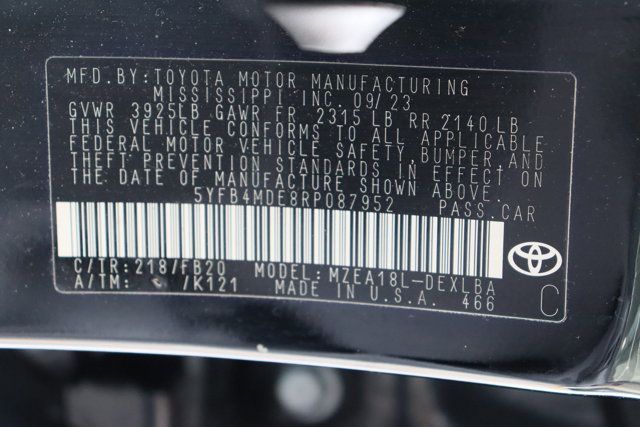 MFD. BY: TOYOTA MOTOR MANUFACTURING
MISSISSIPPI INC. 09/23
GVWR 3925LB GAWR FR 2315 LB RR 2140 LB
THIS VEHICLE CONFORMS TO ALL APPLICABLE
FEDERAL MOTOR VEHICLE SAFETY, BUMPER, AND
THEFT PREVENTION STANDARDS IN EFFECT ON
THE DATE OF MANUFACTURE SHOWN ABOVE.
5YFB4MDE8RP087952 PASS. CAR
C/TR: 218/FB20 MODEL: MZEA18L-DEXLBA
A/TM: /K121 MADE IN U.S.A. 466
C